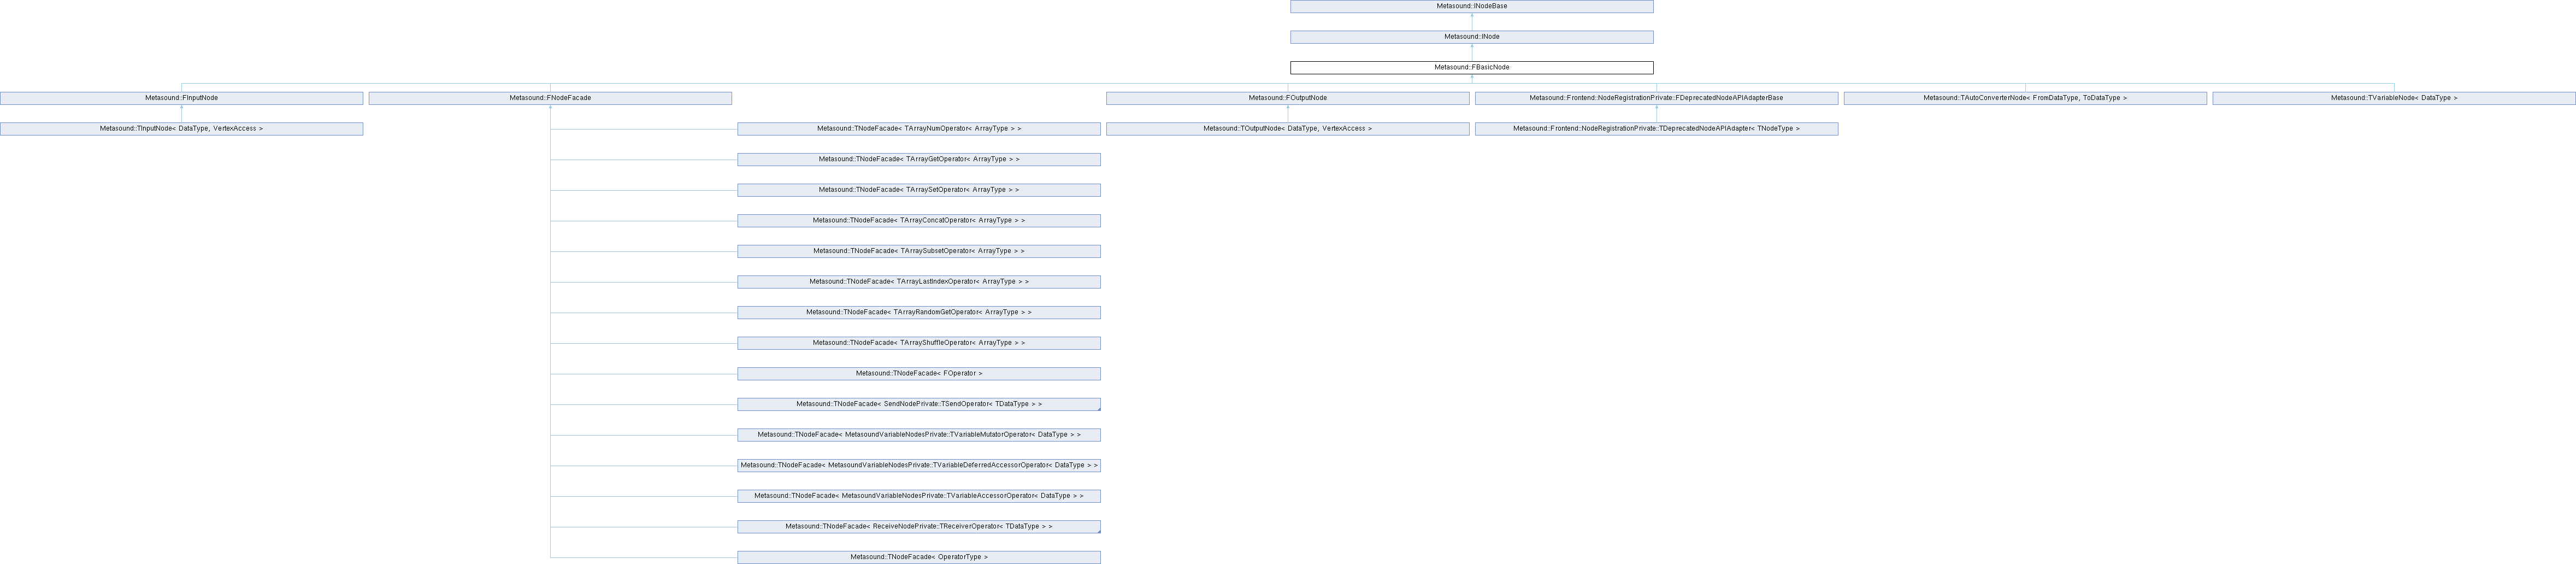 Metasound::INodeBase
Metasound::INode
Metasound::FBasicNode
Metasound::FInputNode
Metasound::FNodeFacade
Metasound::FOutputNode
Metasound::Frontend::NodeRegistrationPrivate::FDeprecatedNodeAPIAdapterBase
Metasound::TAutoConverterNode< FromDataType, ToDataType >
Metasound::TVariableNode< DataType >
Metasound::TInputNode< DataType, VertexAccess >
Metasound::TNodeFacade< TArrayNumOperator< ArrayType > >
Metasound::TOutputNode< DataType, VertexAccess >
Metasound::Frontend::NodeRegistrationPrivate::TDeprecatedNodeAPIAdapter< TNodeType >
Metasound::TNodeFacade< TArrayGetOperator< ArrayType > >
Metasound::TNodeFacade< TArraySetOperator< ArrayType > >
Metasound::TNodeFacade< TArrayConcatOperator< ArrayType > >
Metasound::TNodeFacade< TArraySubsetOperator< ArrayType > >
Metasound::TNodeFacade< TArrayLastIndexOperator< ArrayType > >
Metasound::TNodeFacade< TArrayRandomGetOperator< ArrayType > >
Metasound::TNodeFacade< TArrayShuffleOperator< ArrayType > >
Metasound::TNodeFacade< FOperator >
Metasound::TNodeFacade< SendNodePrivate::TSendOperator< TDataType > >
Metasound::TNodeFacade< MetasoundVariableNodesPrivate::TVariableMutatorOperator< DataType > >
Metasound::TNodeFacade< MetasoundVariableNodesPrivate::TVariableDeferredAccessorOperator< DataType > >
Metasound::TNodeFacade< MetasoundVariableNodesPrivate::TVariableAccessorOperator< DataType > >
Metasound::TNodeFacade< ReceiveNodePrivate::TReceiverOperator< TDataType > >
Metasound::TNodeFacade< OperatorType >